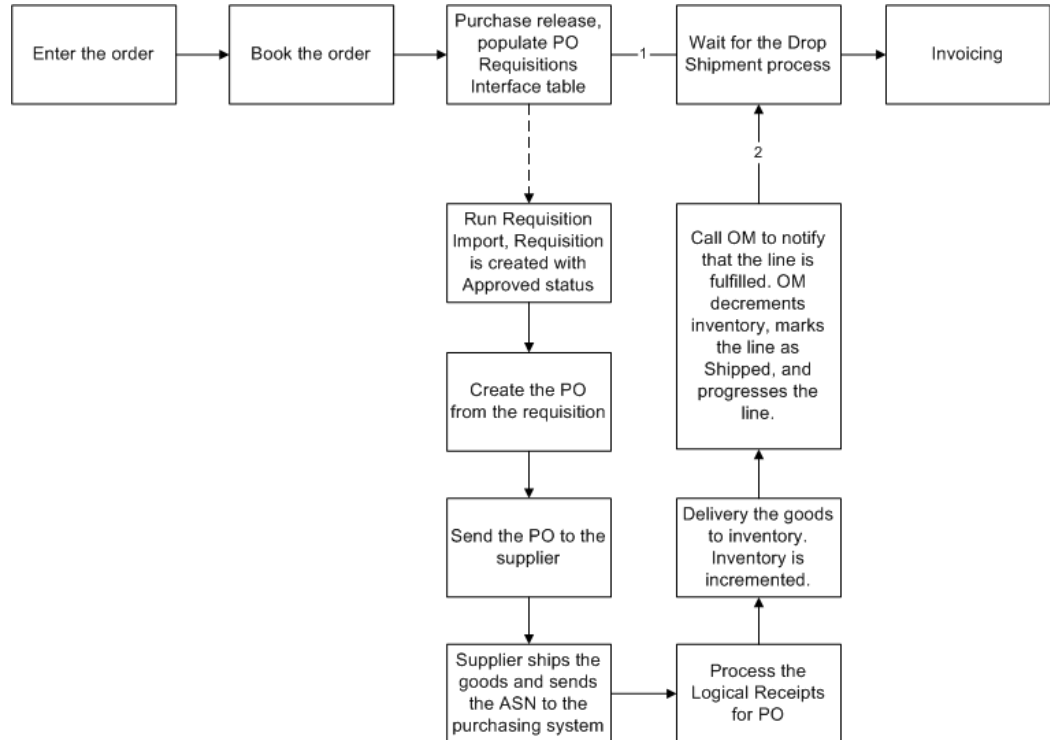 Enter the order
Book the order
Purchase release,
populate PO
Requisitions
Interface table
1
Wait for the Drop
Shipment process
Invoicing
2
Run Requisition
Import, Requisition
is created with
Approved status
Create the PO
from the requisition
Send the PO to the
supplier
Supplier ships the
goods and sends
the ASN to the
purchasing system
Process the
Logical Receipts
for PO
Delivery the goods
to inventory.
Inventory is
incremented.
Call OM to notify
that the line is
fulfilled. OM
decrements
inventory, marks
the line as
Shipped, and
progresses the
line.